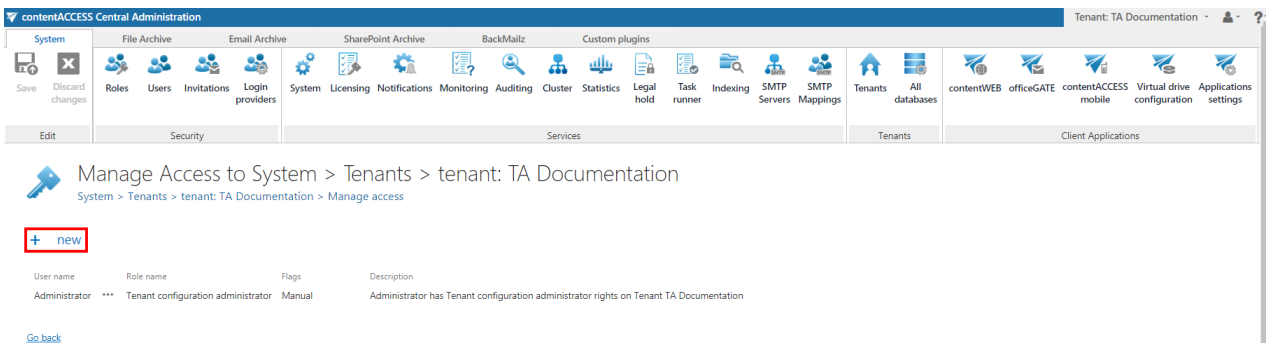 contentACCESS Central Administration
Tenant: TA Documentation
?
System File Archive Email Archive SharePoint Archive BackMailz Custom plugins
Save Discard changes Roles Users Invitations Login providers System Licensing Notifications Monitoring Auditing Cluster Statistics Legal hold Task runner Indexing SMTP Servers SMTP Mappings Tenants All databases contentWEB officeGATE contentACCESS mobile Virtual drive configuration Applications settings
Edit Security Services Tenants Client Applications
Manage Access to System > Tenants > tenant: TA Documentation
System > Tenants > tenant: TA Documentation > Manage access
+ new
User name Role name Flags Description
Administrator ••• Tenant configuration administrator Manual Administrator has Tenant configuration administrator rights on Tenant TA Documentation
Go back